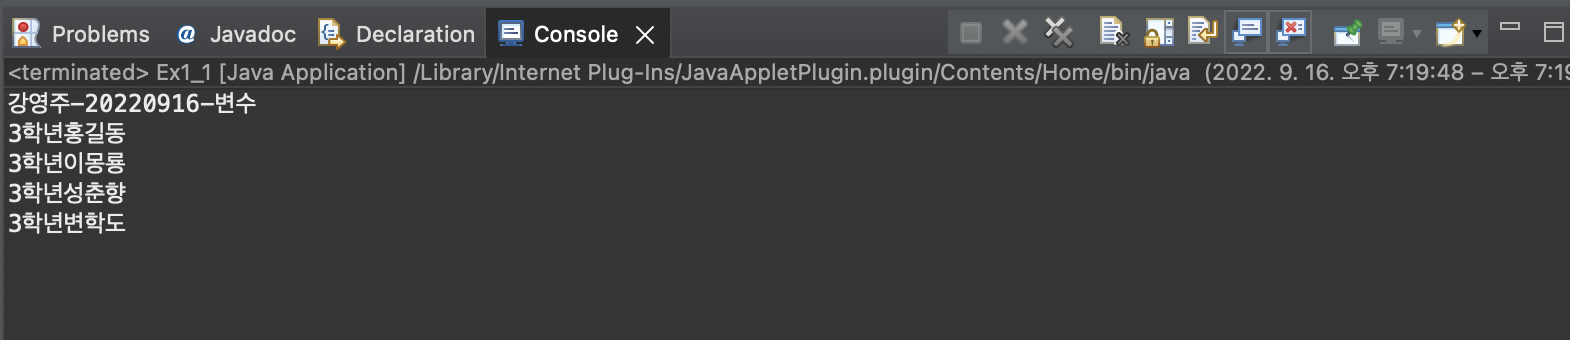 Problems @ Javadoc Declaration Console
<terminated> Ex1_1 [Java Application] /Library/Internet Plug-Ins/JavaAppletPlugin.plugin/Contents/Home/bin/java (2022. 9. 16. 오후 7:19:48 – 오후 7:19
강영주-20220916-변수
3학년홍길동
3학년이몽룡
3학년성춘향
3학년변학도